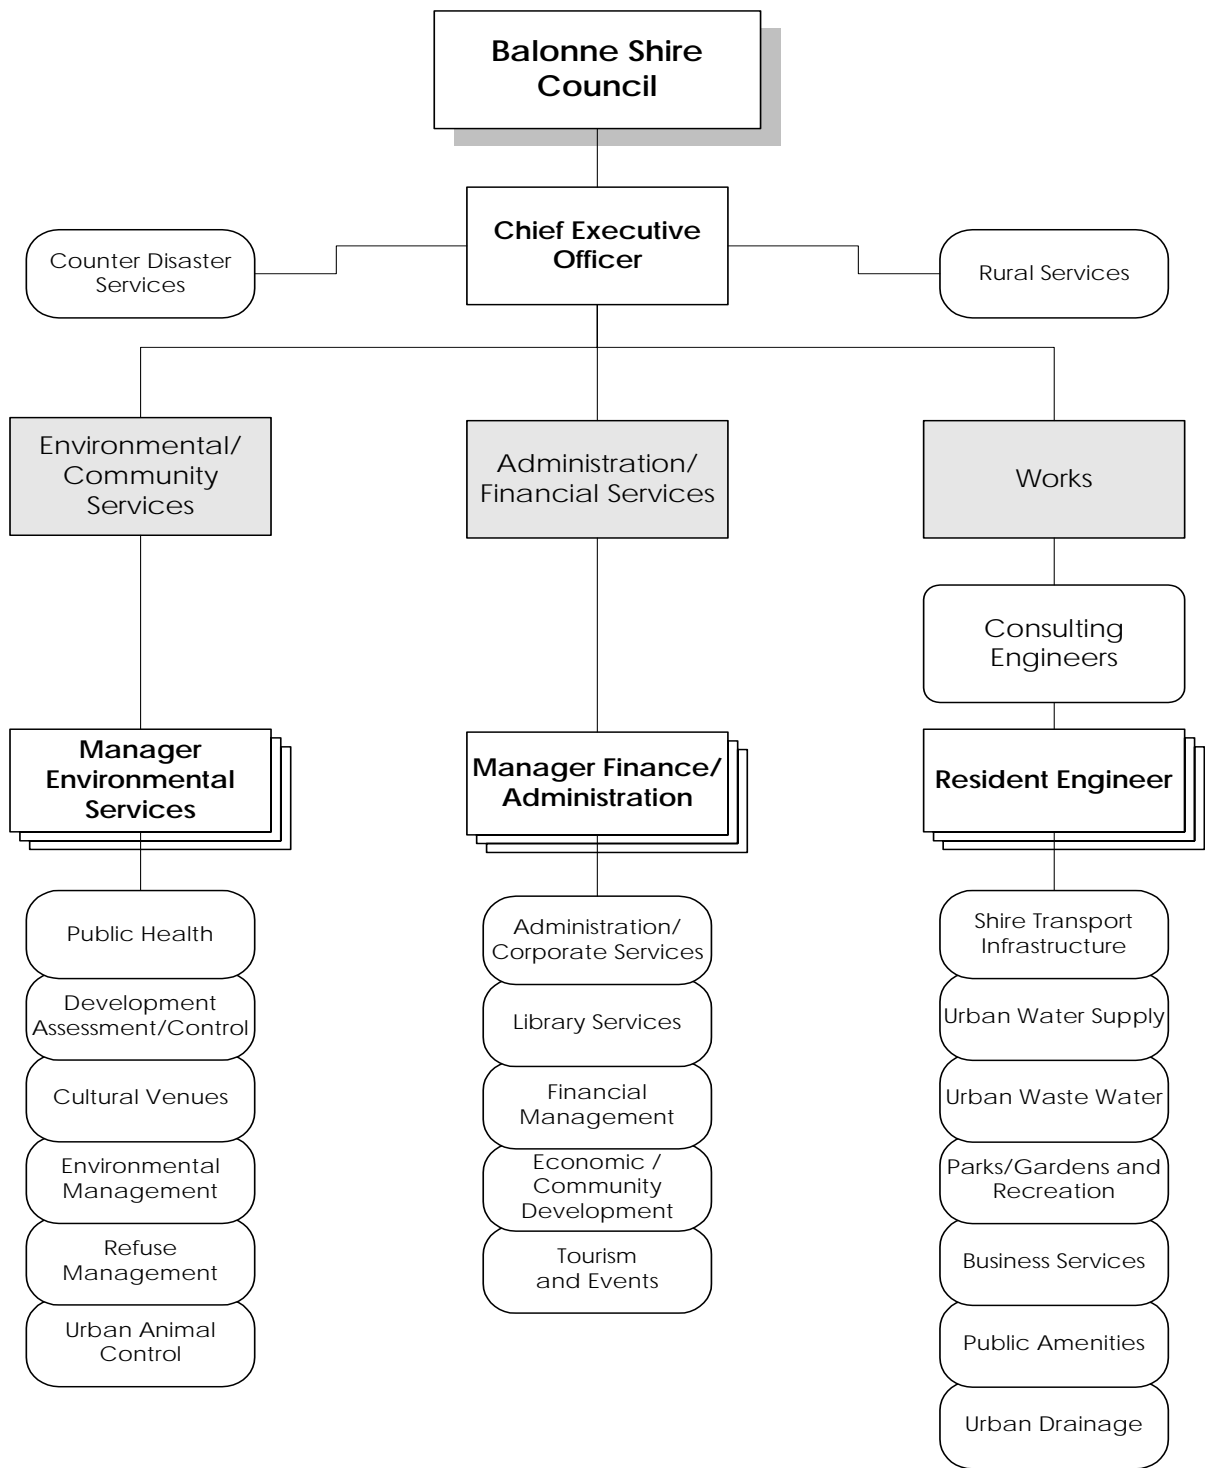 Balonne Shire
Council
Chief Executive
Officer
Counter Disaster
Services
Rural Services
Environmental/
Community
Services
Administration/
Financial Services
Works
Consulting
Engineers
Manager
Environmental
Services
Manager Finance/
Administration
Resident Engineer
Public Health
Development
Assessment/Control
Cultural Venues
Environmental
Management
Refuse
Management
Urban Animal
Control
Administration/
Corporate Services
Library Services
Financial
Management
Economic /
Community
Development
Tourism
and Events
Shire Transport
Infrastructure
Urban Water Supply
Urban Waste Water
Parks/Gardens and
Recreation
Business Services
Public Amenities
Urban Drainage